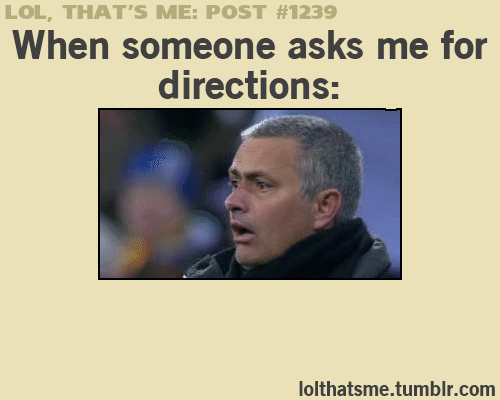 LOL, THAT'S ME: POST #1239
When someone asks me for
directions:
lolthatsme.tumblr.com